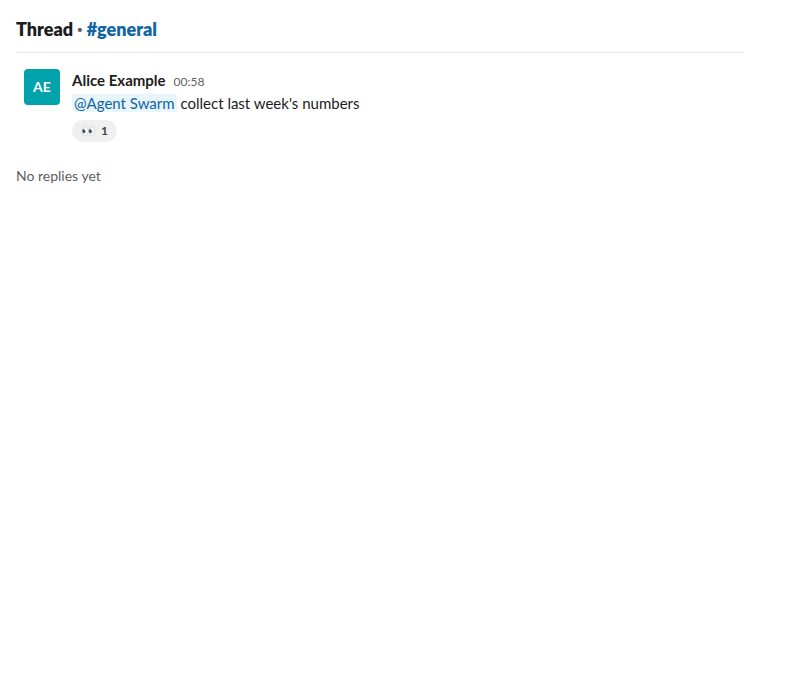 Thread • #general
AE
Alice Example 00:58
@Agent Swarm collect last week's numbers
👀 1
No replies yet